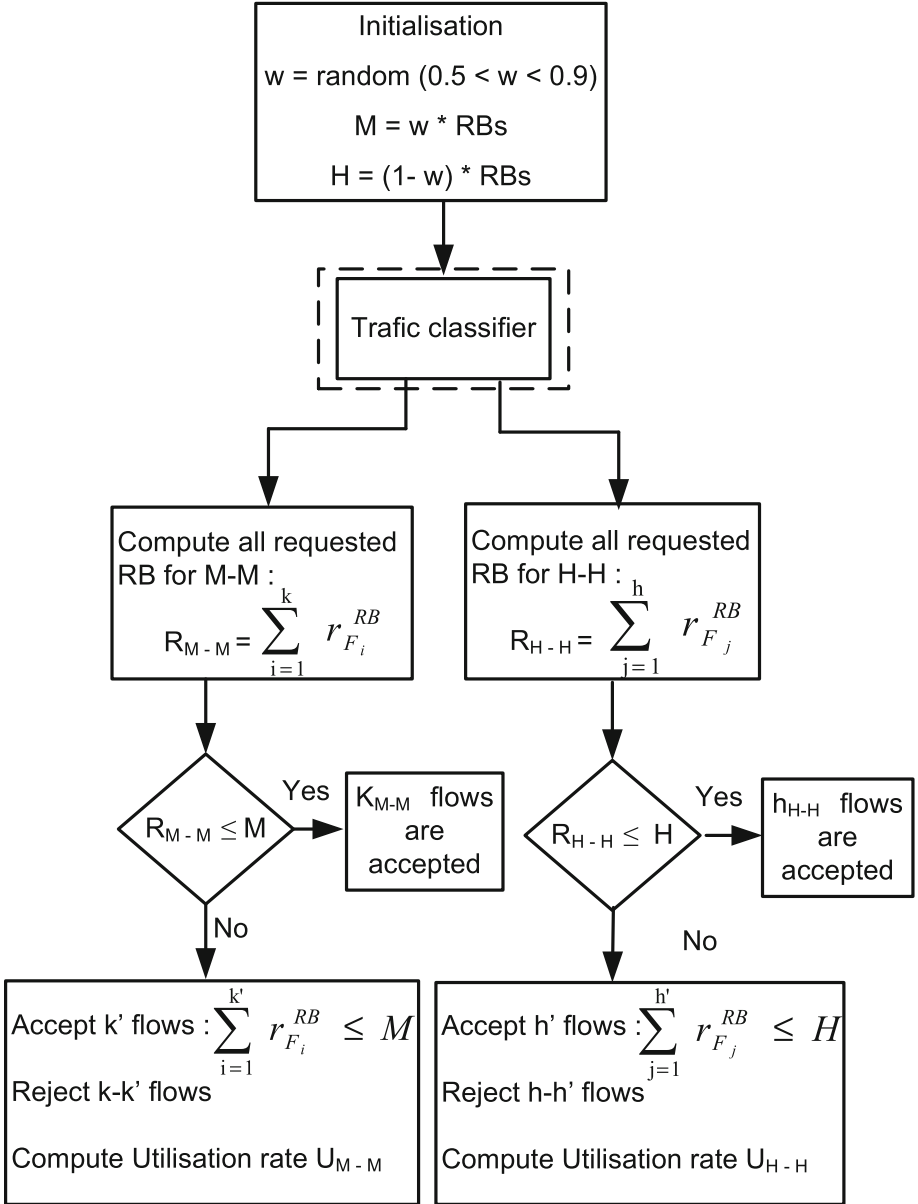 Initialisation
w = random (0.5 < w < 0.9)
M = w * RBs
H = (1- w) * RBs
Trafic classifier
Compute all requested
RB for M-M :
R_{M-M} = \sum_{i=1}^{k} r_{F_i}^{RB}
Compute all requested
RB for H-H :
R_{H-H} = \sum_{j=1}^{h} r_{F_j}^{RB}
R_{M-M} ≤ M
Yes
K_{M-M} flows
are
accepted
No
R_{H-H} ≤ H
Yes
h_{H-H} flows
are
accepted
No
Accept k' flows : \sum_{i=1}^{k'} r_{F_i}^{RB} ≤ M
Reject k-k' flows
Compute Utilisation rate U_{M-M}
Accept h' flows : \sum_{j=1}^{h'} r_{F_j}^{RB} ≤ H
Reject h-h' flows
Compute Utilisation rate U_{H-H}